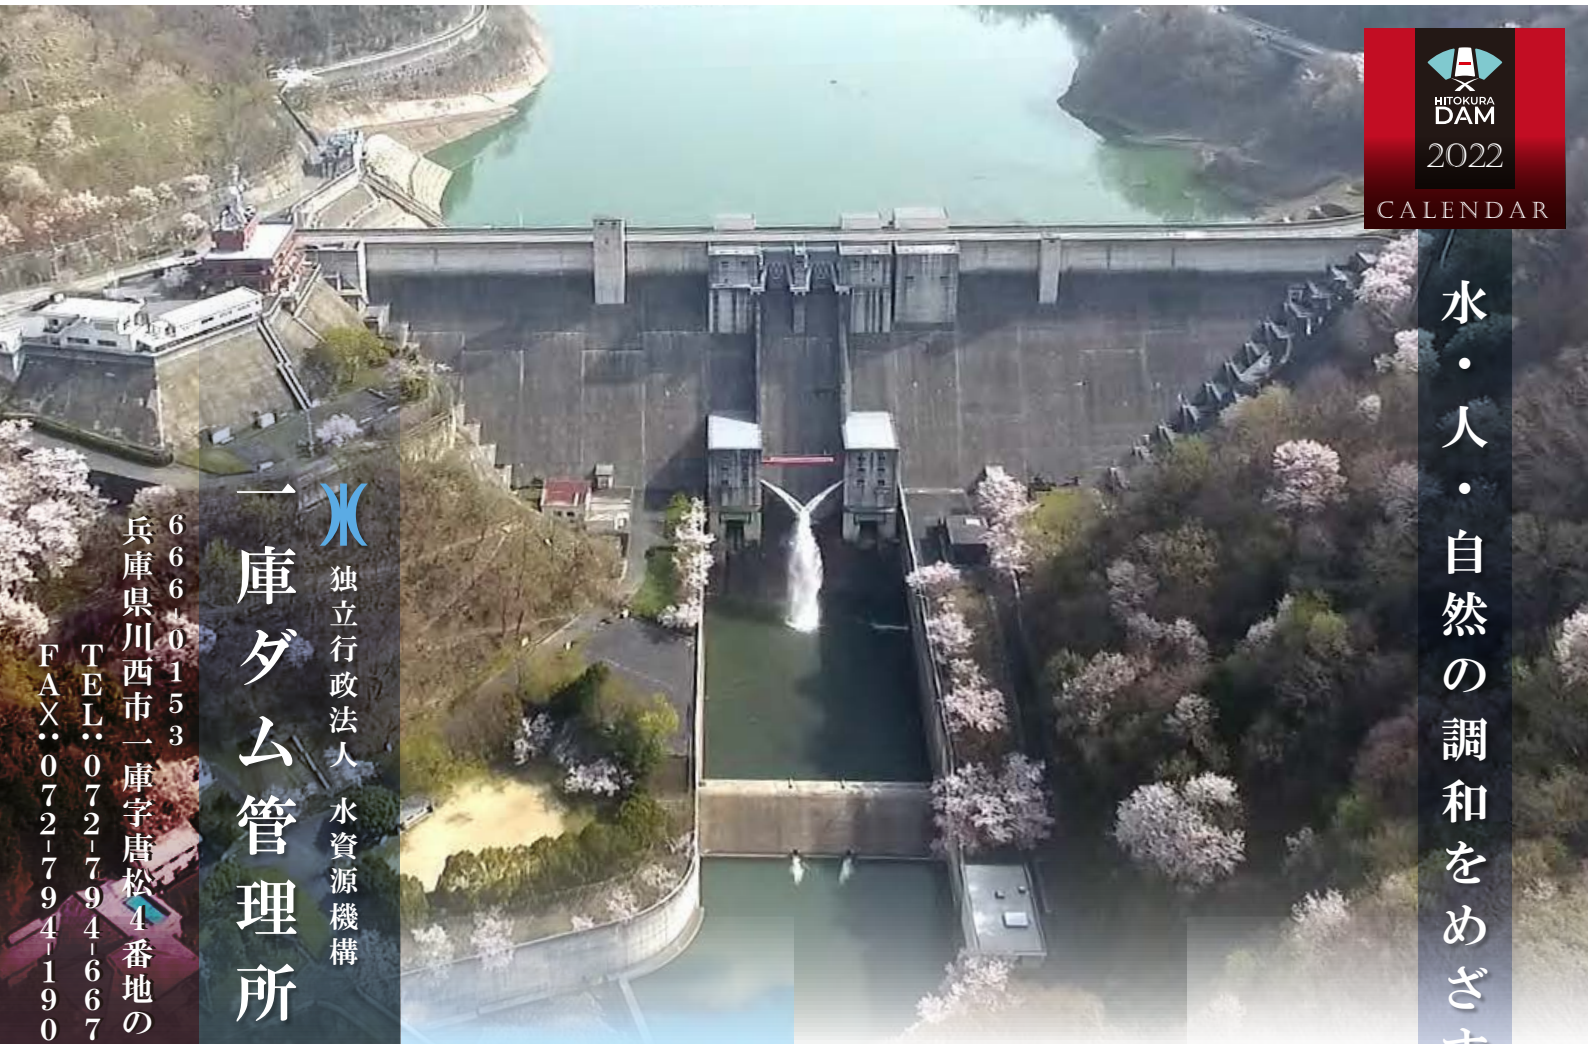 HITOKURA
DAM
2022
CALENDAR
水・人・自然の調和をめざす
独立行政法人 水資源機構
一庫ダム管理所
666-0153
兵庫県川西市一庫字唐松4番地の
TEL:072-794-667
FAX:072-794-190